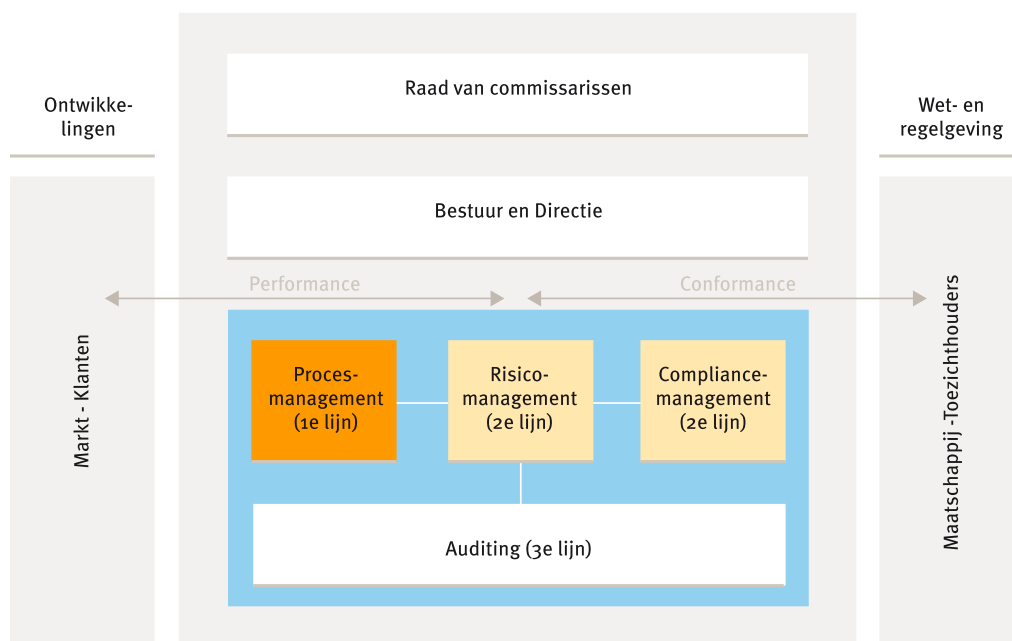 Raad van commissarissen
Ontwikke-
lingen
Wet- en
regelgeving
Bestuur en Directie
Performance
Conformance
Markt - Klanten
Maatschappij -Toezichthouders
Proces-
management
(1e lijn)
Risico-
management
(2e lijn)
Compliance-
management
(2e lijn)
Auditing (3e lijn)